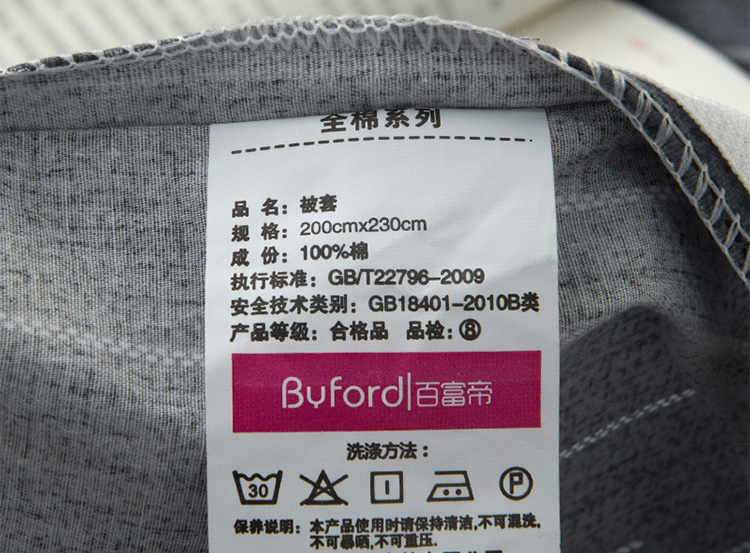 全棉系列
品 名：被套
规 格：200cmx230cm
成 份：100%棉
执行标准：GB/T22796-2009
安全技术类别：GB18401-2010B类
产品等级：合格品 品检：⑧
Byford 百富帝
洗涤方法：
30 P
保养说明：本产品使用时请保持清洁,不可混洗,
不可暴晒,不可重压.